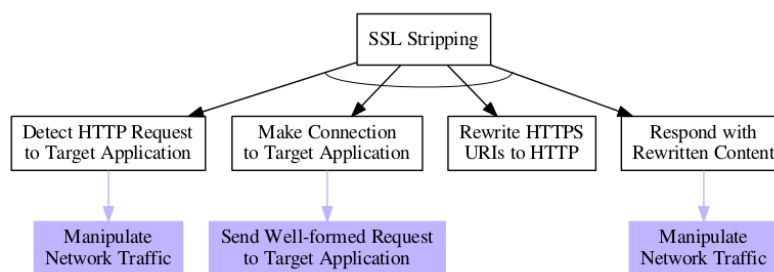 SSL Stripping
Detect HTTP Request
to Target Application
Make Connection
to Target Application
Rewrite HTTPS
URIs to HTTP
Respond with
Rewritten Content
Manipulate
Network Traffic
Send Well-formed Request
to Target Application
Manipulate
Network Traffic